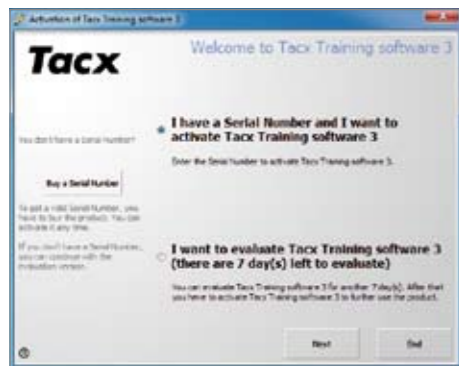 Activation of Tacx Training software 3
Tacx
Welcome to Tacx Training software 3
You don't have a serial number?
Buy a Serial Number
To get a valid Serial Number, you
have to buy the product. You can
activate it any time.
If you don't have a Serial Number,
you can continue with the
evaluation version.
I have a Serial Number and I want to
activate Tacx Training software 3
Enter the Serial Number to activate Tacx Training software 3.
I want to evaluate Tacx Training software 3
(there are 7 day(s) left to evaluate)
You can evaluate Tacx Training software 3 for another 7 day(s). After that
you have to activate Tacx Training software 3 to further use the product.
Next
End